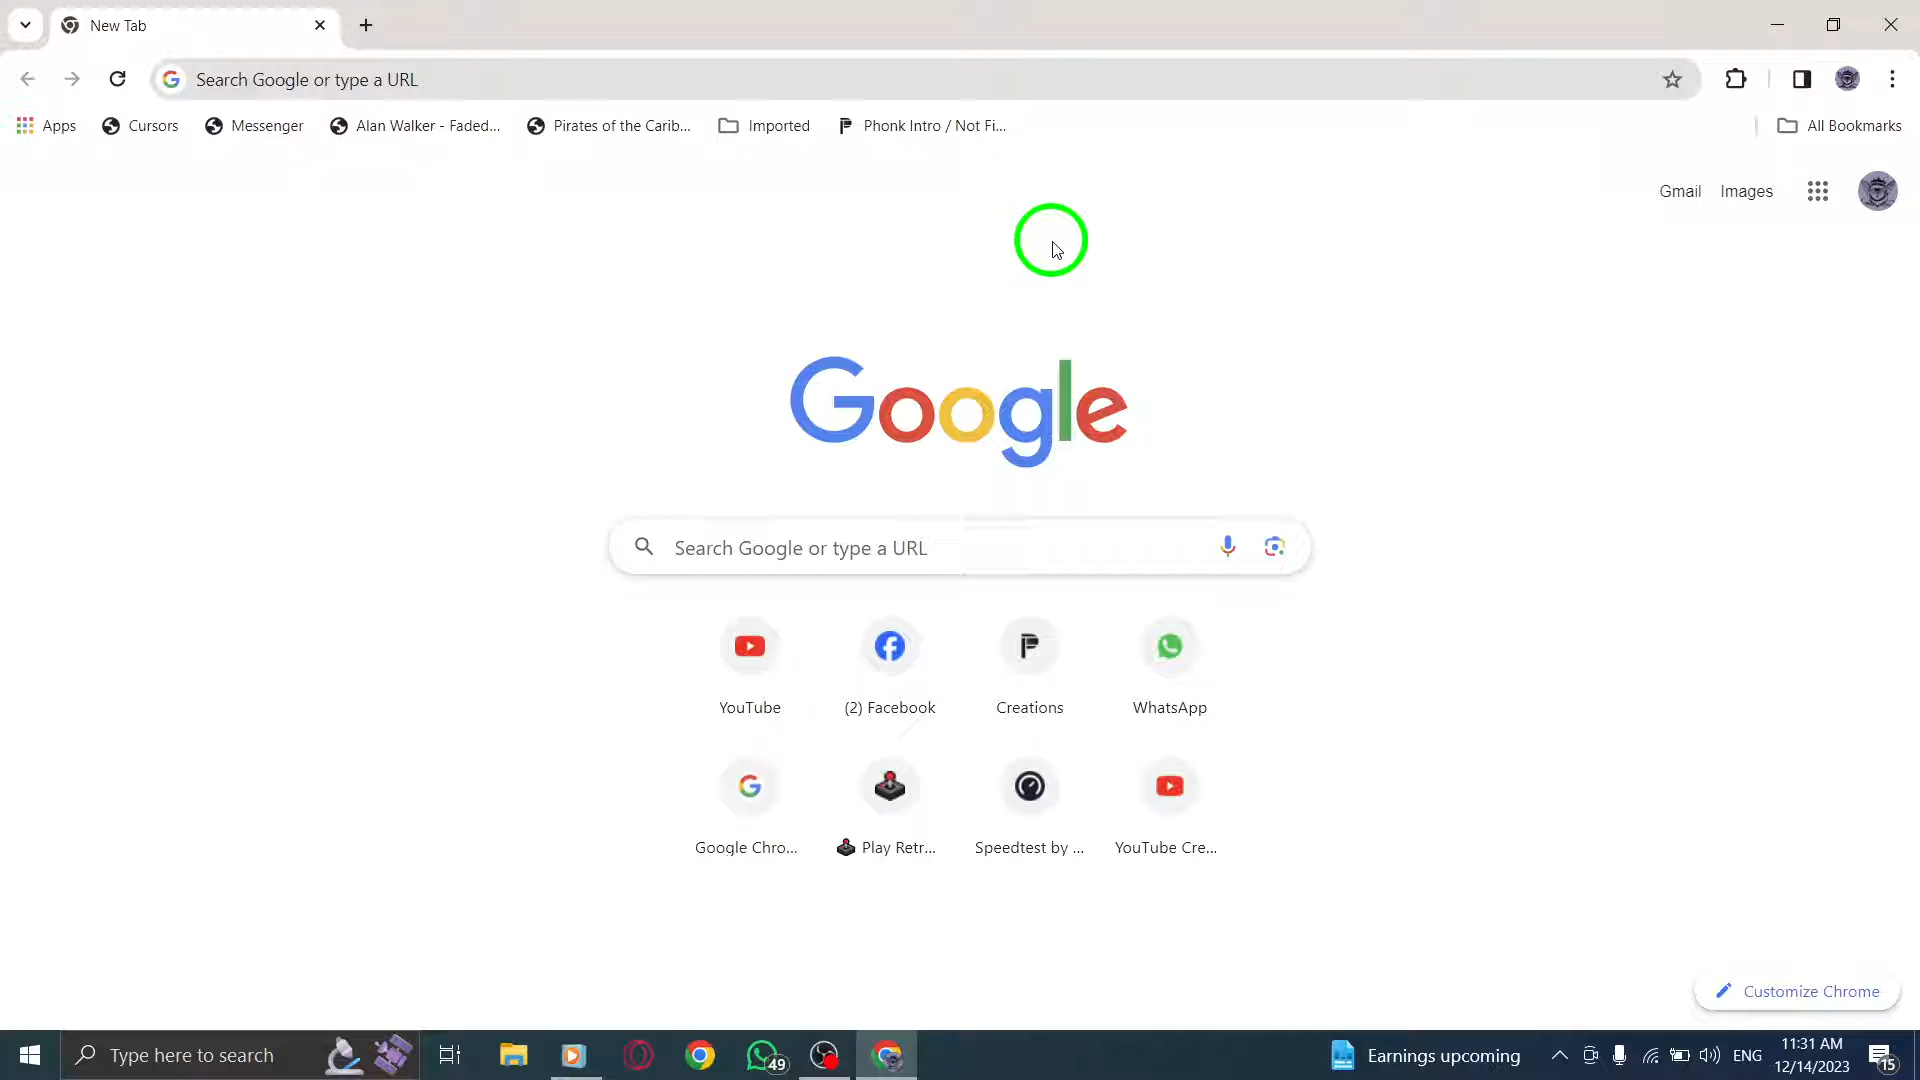 New Tab
Search Google or type a URL
Apps
Cursors
Messenger
Alan Walker - Faded...
Pirates of the Carib...
Imported
Phonk Intro / Not Fi...
All Bookmarks
Gmail
Images
Google
Search Google or type a URL
YouTube
(2) Facebook
Creations
WhatsApp
Google Chro...
Play Retr...
Speedtest by ...
YouTube Cre...
Customize Chrome
Type here to search
49
Earnings upcoming
ENG
11:31 AM
12/14/2023
15